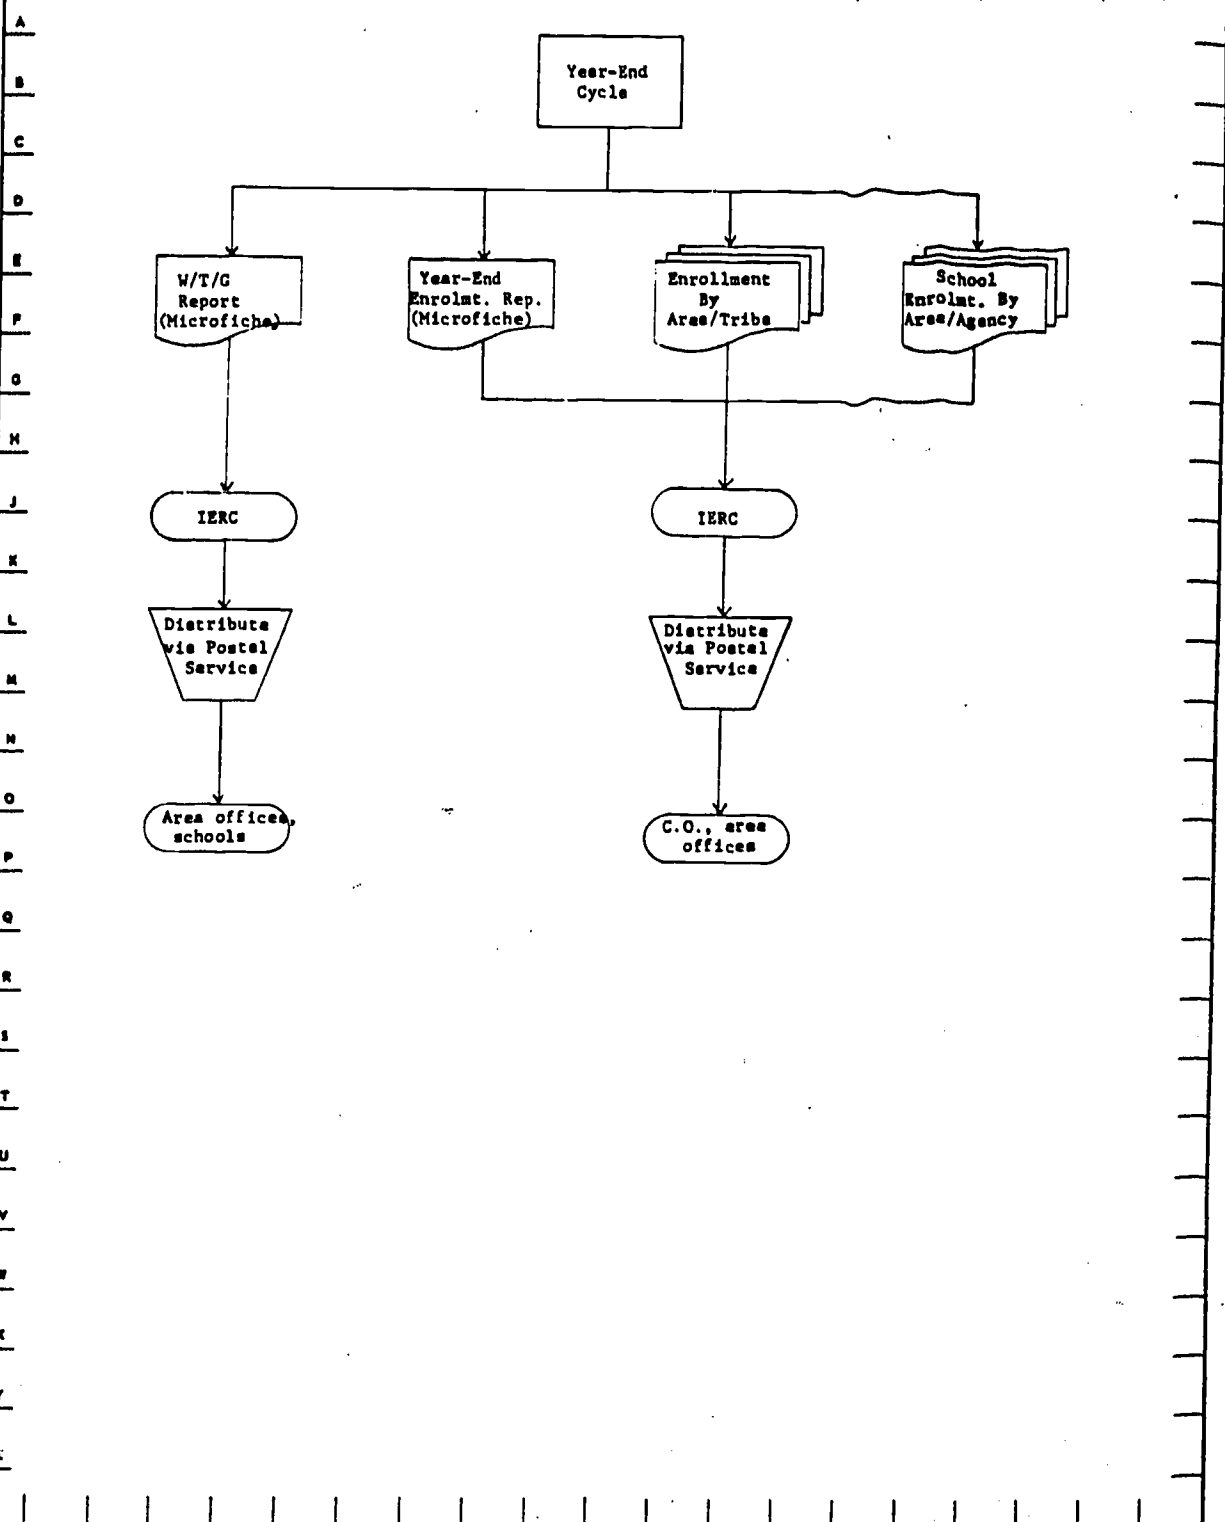 A
B
C
D
E
F
G
H
J
K
L
M
N
O
P
Q
R
S
T
U
V
Year-End
Cycle
W/T/G
Report
(Microfiche)
Year-End
Enrolmt. Rep.
(Microfiche)
Enrollment
By
Area/Tribe
School
Enrolmt. By
Area/Agency
IERC
IERC
Distribute
via Postal
Service
Distribute
via Postal
Service
Area offices,
schools
C.O., area
offices